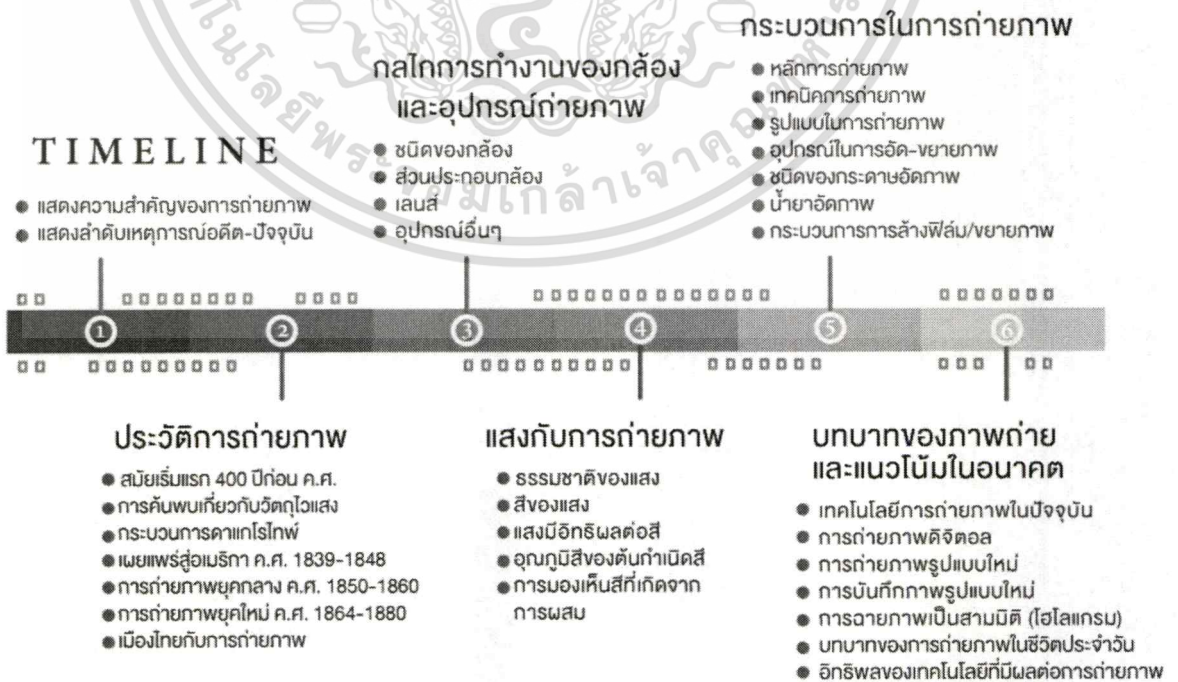 TIMELINE
● แสดงความสำคัญของการถ่ายภาพ
● แสดงลำดับเหตุการณ์อดีต-ปัจจุบัน
กลไกการทำงานของกล้อง
และอุปกรณ์ถ่ายภาพ
● ชนิดของกล้อง
● ส่วนประกอบกล้อง
● เลนส์
● อุปกรณ์อื่นๆ
กระบวนการในการถ่ายภาพ
● หลักการถ่ายภาพ
● เทคนิคการถ่ายภาพ
● รูปแบบในการถ่ายภาพ
● อุปกรณ์ในการอัด-ขยายภาพ
● ชนิดของกระดาษอัดภาพ
● น้ำยาอัดภาพ
● กระบวนการการล้างฟิล์ม/ขยายภาพ
1 2 3 4 5 6
ประวัติการถ่ายภาพ
● สมัยเริ่มแรก 400 ปีก่อน ค.ศ.
● การค้นพบเกี่ยวกับวัตถุไวแสง
● กระบวนการดาแกโรไทพ์
● เผยแพร่สู่อเมริกา ค.ศ. 1839-1848
● การถ่ายภาพยุคกลาง ค.ศ. 1850-1860
● การถ่ายภาพยุคใหม่ ค.ศ. 1864-1880
● เมืองไทยกับการถ่ายภาพ
แสงกับการถ่ายภาพ
● ธรรมชาติของแสง
● สีของแสง
● แสงมีอิทธิผลต่อสี
● อุณภูมิสีของต้นกำเนิดสี
● การมองเห็นสีที่เกิดจาก
การผสม
บทบาทของภาพถ่าย
และแนวโน้มในอนาคต
● เทคโนโลยีการถ่ายภาพในปัจจุบัน
● การถ่ายภาพดิจิตอล
● การถ่ายภาพรูปแบบใหม่
● การบันทึกภาพรูปแบบใหม่
● การฉายภาพเป็นสามมิติ (โฮโลแกรม)
● บทบาทของการถ่ายภาพในชีวิตประจำวัน
● อิทธิพลของเทคโนโลยีที่มีผลต่อการถ่ายภาพ